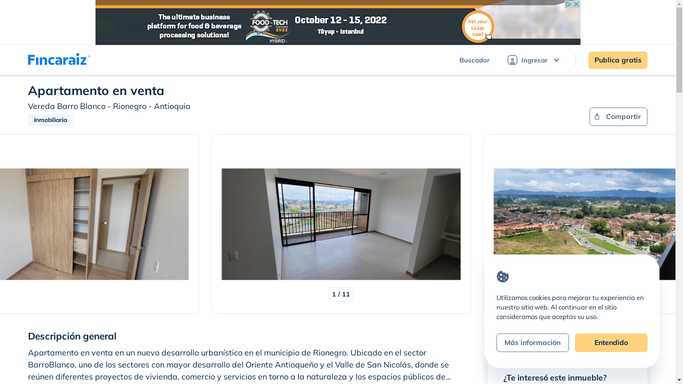 The ultimate business
platform for food & beverage
processing solutions!
FOOD-TECH
October 12 - 15, 2022
Tüyap - Istanbul
Get your
ticket
now!
Fincaraiz
Buscador
Ingresar
Publica gratis
Apartamento en venta
Vereda Barro Blanco - Rionegro - Antioquia
Inmobiliaria
Compartir
1 / 11
Utilizamos cookies para mejorar tu experiencia en
nuestro sitio web. Al continuar en el sitio
consideramos que aceptas su uso.
Más información
Entendido
Descripción general
Apartamento en venta en un nuevo desarrollo urbanístico en el municipio de Rionegro. Ubicado en el sector
BarroBlanca, uno de los sectores con mayor desarrollo del Oriente Antioqueño y el Valle de San Nicolás, donde se
reúnen diferentes proyectos de vivienda, comercio y servicios en torno a la naturaleza y los espacios públicos de...
¿Te interesó este inmueble?